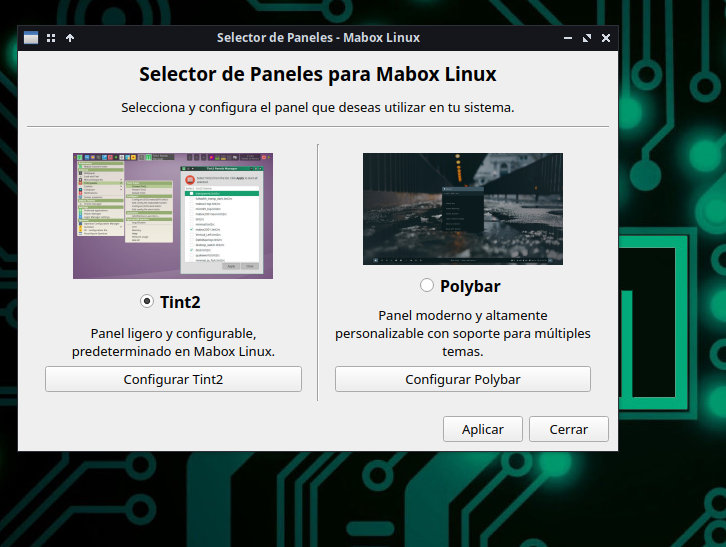 Selector de Paneles - Mabox Linux
Selector de Paneles para Mabox Linux
Selecciona y configura el panel que deseas utilizar en tu sistema.
Tint2
Panel ligero y configurable,
predeterminado en Mabox Linux.
Configurar Tint2
Polybar
Panel moderno y altamente
personalizable con soporte para múltiples
temas.
Configurar Polybar
Aplicar
Cerrar